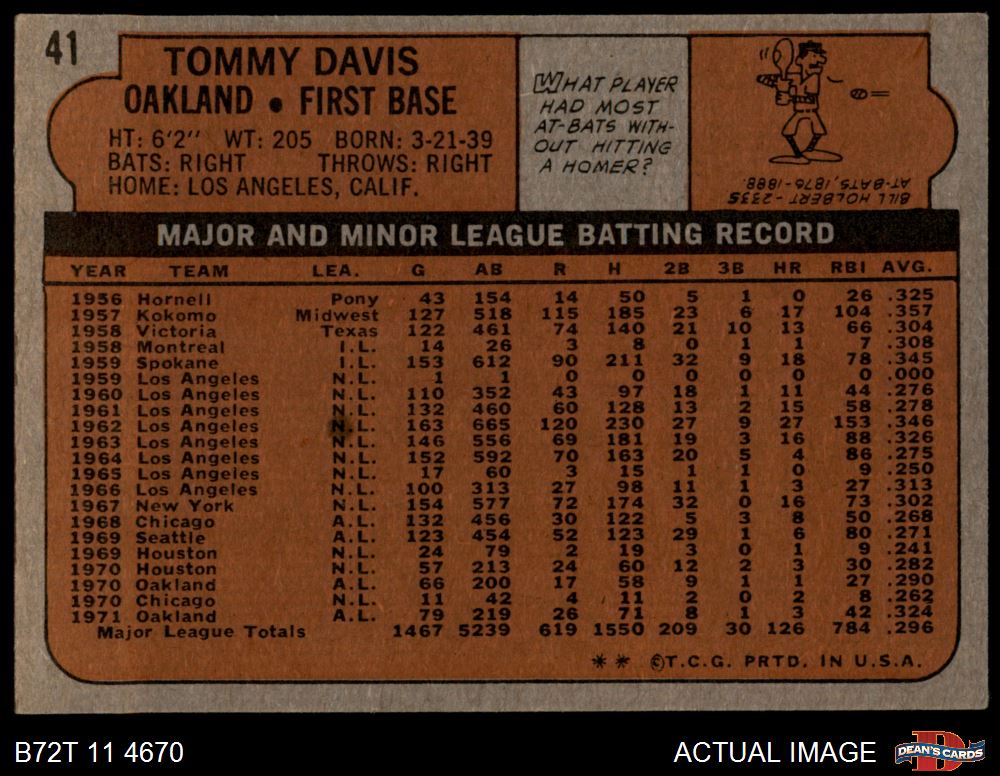 41
TOMMY DAVIS
OAKLAND • FIRST BASE
HT: 6'2" WT: 205 BORN: 3-21-39
BATS: RIGHT THROWS: RIGHT
HOME: LOS ANGELES, CALIF.
WHAT PLAYER
HAD MOST
AT-BATS WITH-
OUT HITTING
A HOMER?
BILL HOLBERT - 2335
AT-BATS, 1876-1888.
MAJOR AND MINOR LEAGUE BATTING RECORD
YEAR TEAM LEA. G AB R H 2B 3B HR RBI AVG.
1956 Hornell Pony 43 154 14 50 5 1 0 26 .325
1957 Kokomo Midwest 127 518 115 185 23 6 17 104 .357
1958 Victoria Texas 122 461 74 140 21 10 13 66 .304
1958 Montreal I.L. 14 26 3 8 0 1 1 7 .308
1959 Spokane I.L. 153 612 90 211 32 9 18 78 .345
1959 Los Angeles N.L. 1 1 0 0 0 0 0 0 .000
1960 Los Angeles N.L. 110 352 43 97 18 1 11 44 .276
1961 Los Angeles N.L. 132 460 60 128 13 2 15 58 .278
1962 Los Angeles N.L. 163 665 120 230 27 9 27 153 .346
1963 Los Angeles N.L. 146 556 69 181 19 3 16 88 .326
1964 Los Angeles N.L. 152 592 70 163 20 5 4 86 .275
1965 Los Angeles N.L. 17 60 3 15 1 1 0 9 .250
1966 Los Angeles N.L. 100 313 27 98 11 1 3 27 .313
1967 New York N.L. 154 577 72 174 32 0 16 73 .302
1968 Chicago A.L. 132 456 30 122 5 3 8 50 .268
1969 Seattle A.L. 123 454 52 123 29 1 6 80 .271
1969 Houston N.L. 24 79 2 19 3 0 1 9 .241
1970 Houston N.L. 57 213 24 60 12 2 3 30 .282
1970 Oakland A.L. 66 200 17 58 9 1 1 27 .290
1970 Chicago N.L. 11 42 4 11 2 0 2 8 .262
1971 Oakland A.L. 79 219 26 71 8 1 3 42 .324
Major League Totals 1467 5239 619 1550 209 30 126 784 .296
* * ©T.C.G. PRTD. IN U.S.A.
B72T 11 4670
ACTUAL IMAGE
DEAN'S CARDS